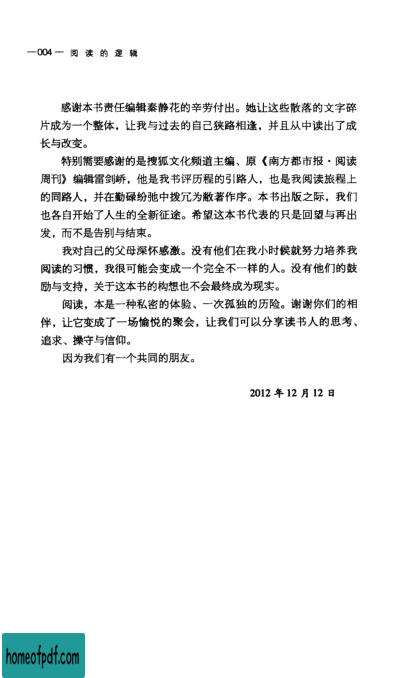 —004— 阅读的逻辑
感谢本书责任编辑秦静花的辛劳付出。她让这些散落的文字碎
片成为一个整体，让我与过去的自己狭路相逢，并且从中读出了成
长与改变。
特别需要感谢的是搜狐文化频道主编、原《南方都市报·阅读
周刊》编辑雷剑峤，他是我书评历程的引路人，也是我阅读旅程上
的同路人，并在勤碌纷弛中拨冗为敝著作序。本书出版之际，我们
也各自开始了人生的全新征途。希望这本书代表的只是回望与再出
发，而不是告别与结束。
我对自己的父母深怀感激。没有他们在我小时候就努力培养我
阅读的习惯，我很可能会变成一个完全不一样的人。没有他们的鼓
励与支持，关于这本书的构想也不会最终成为现实。
阅读，本是一种私密的体验、一次孤独的历险。谢谢你们的相
伴，让它变成了一场愉悦的聚会，让我们可以分享读书人的思考、
追求、操守与信仰。
因为我们有一个共同的朋友。
2012 年 12 月 12 日
homeofpdf.com